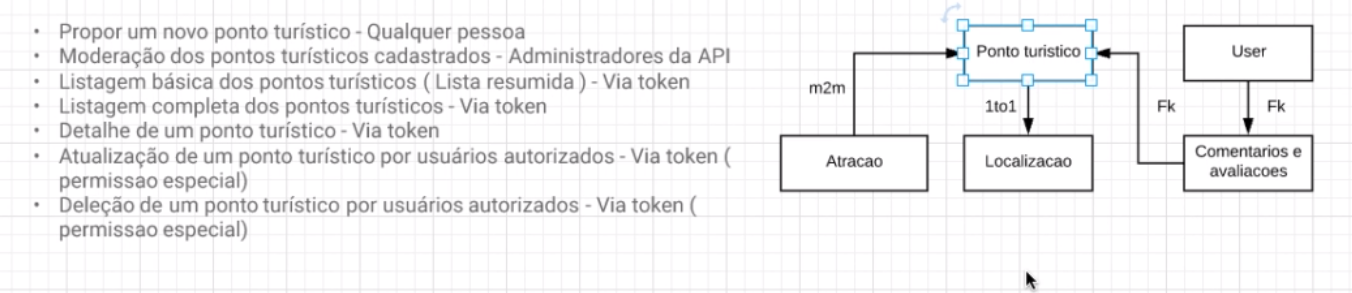 • Propor um novo ponto turístico - Qualquer pessoa
• Moderação dos pontos turísticos cadastrados - Administradores da API
• Listagem básica dos pontos turísticos ( Lista resumida ) - Via token
• Listagem completa dos pontos turísticos - Via token
• Detalhe de um ponto turístico - Via token
• Atualização de um ponto turístico por usuários autorizados - Via token (
permissao especial)
• Deleção de um ponto turístico por usuários autorizados - Via token (
permissao especial)
Ponto turistico
User
m2m
1to1
Fk
Fk
Atracao
Localizacao
Comentarios e
avaliacoes